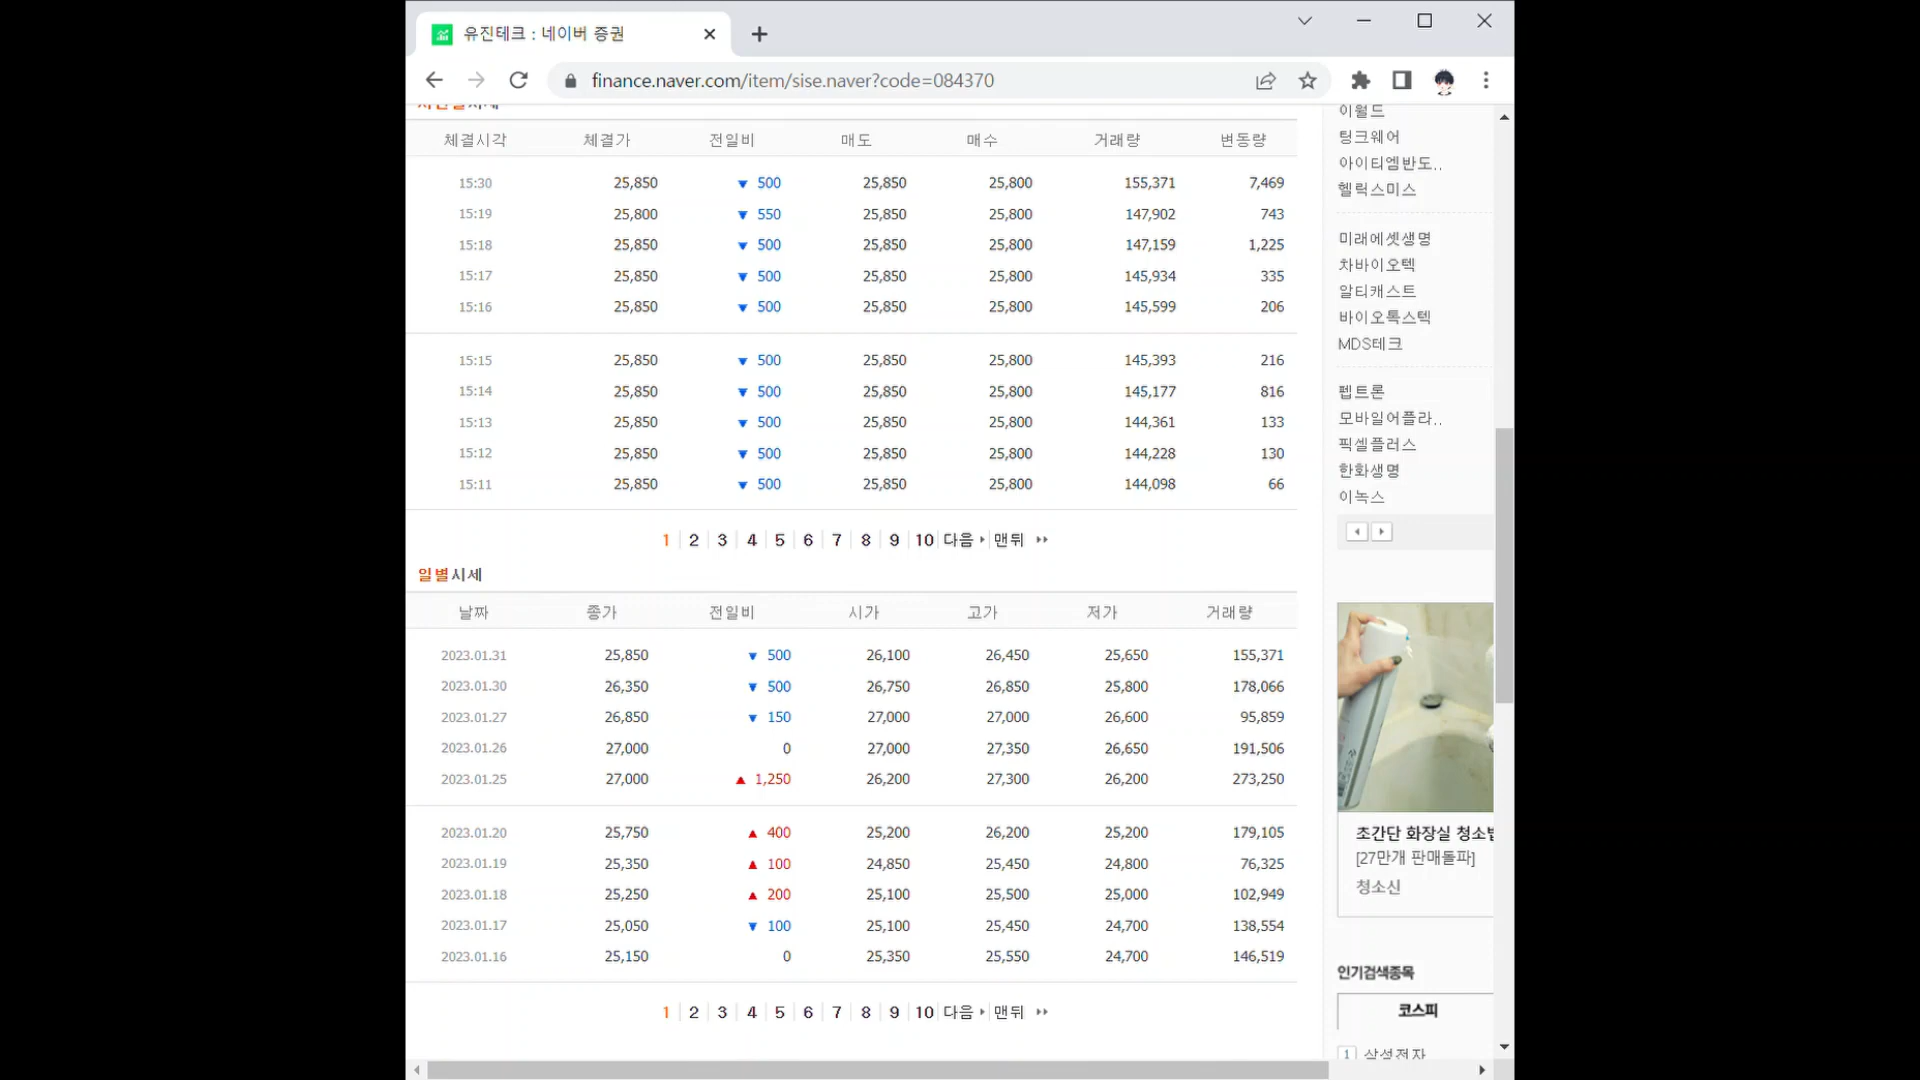 유진테크 : 네이버 증권
finance.naver.com/item/sise.naver?code=084370
체결시각 체결가 전일비 매도 매수 거래량 변동량
15:30 25,850 ▼ 500 25,850 25,800 155,371 7,469
15:19 25,800 ▼ 550 25,850 25,800 147,902 743
15:18 25,850 ▼ 500 25,850 25,800 147,159 1,225
15:17 25,850 ▼ 500 25,850 25,800 145,934 335
15:16 25,850 ▼ 500 25,850 25,800 145,599 206
15:15 25,850 ▼ 500 25,850 25,800 145,393 216
15:14 25,850 ▼ 500 25,850 25,800 145,177 816
15:13 25,850 ▼ 500 25,850 25,800 144,361 133
15:12 25,850 ▼ 500 25,850 25,800 144,228 130
15:11 25,850 ▼ 500 25,850 25,800 144,098 66
1 2 3 4 5 6 7 8 9 10 다음 맨뒤
일별시세
날짜 종가 전일비 시가 고가 저가 거래량
2023.01.31 25,850 ▼ 500 26,100 26,450 25,650 155,371
2023.01.30 26,350 ▼ 500 26,750 26,850 25,800 178,066
2023.01.27 26,850 ▼ 150 27,000 27,000 26,600 95,859
2023.01.26 27,000 0 27,000 27,350 26,650 191,506
2023.01.25 27,000 ▲ 1,250 26,200 27,300 26,200 273,250
2023.01.20 25,750 ▲ 400 25,200 26,200 25,200 179,105
2023.01.19 25,350 ▲ 100 24,850 25,450 24,800 76,325
2023.01.18 25,250 ▲ 200 25,100 25,500 25,000 102,949
2023.01.17 25,050 ▼ 100 25,100 25,450 24,700 138,554
2023.01.16 25,150 0 25,350 25,550 24,700 146,519
1 2 3 4 5 6 7 8 9 10 다음 맨뒤
이월드
팅크웨어
아이티엠반도..
헬릭스미스
미래에셋생명
차바이오텍
알티캐스트
바이오톡스텍
MDS테크
펩트론
모바일어플라..
픽셀플러스
한화생명
이녹스
초간단 화장실 청소법
[27만개 판매돌파]
청소신
인기검색종목
코스피
1 삼성전자